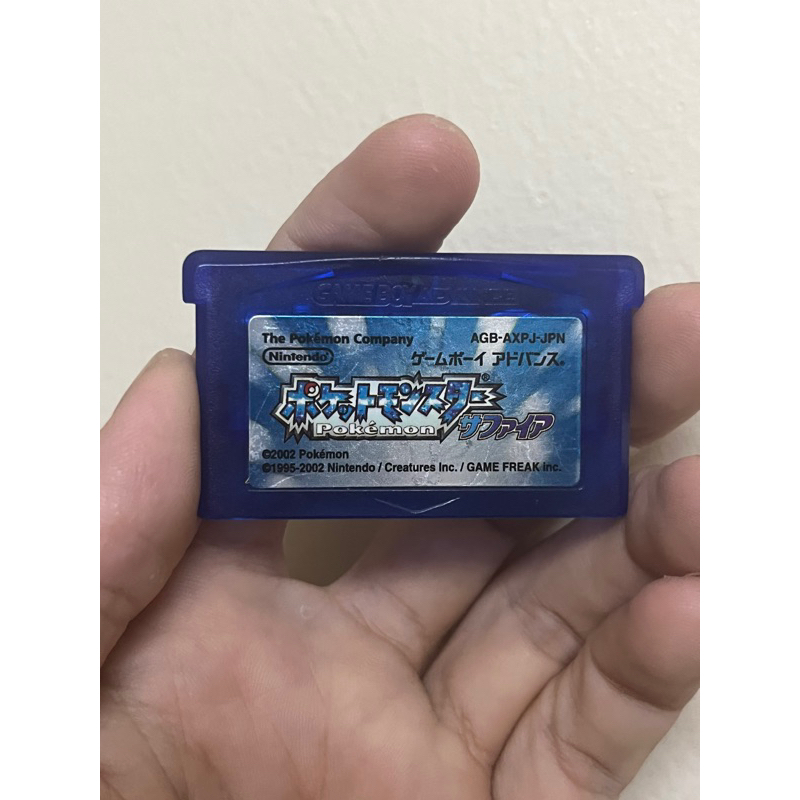 GAME BOY ADVANCE
The Pokémon Company AGB-AXPJ-JPN
Nintendo® ゲームボーイ アドバンス®
ポケットモンスター®
Pokémon サファイア
©2002 Pokémon
©1995-2002 Nintendo / Creatures Inc. / GAME FREAK inc.